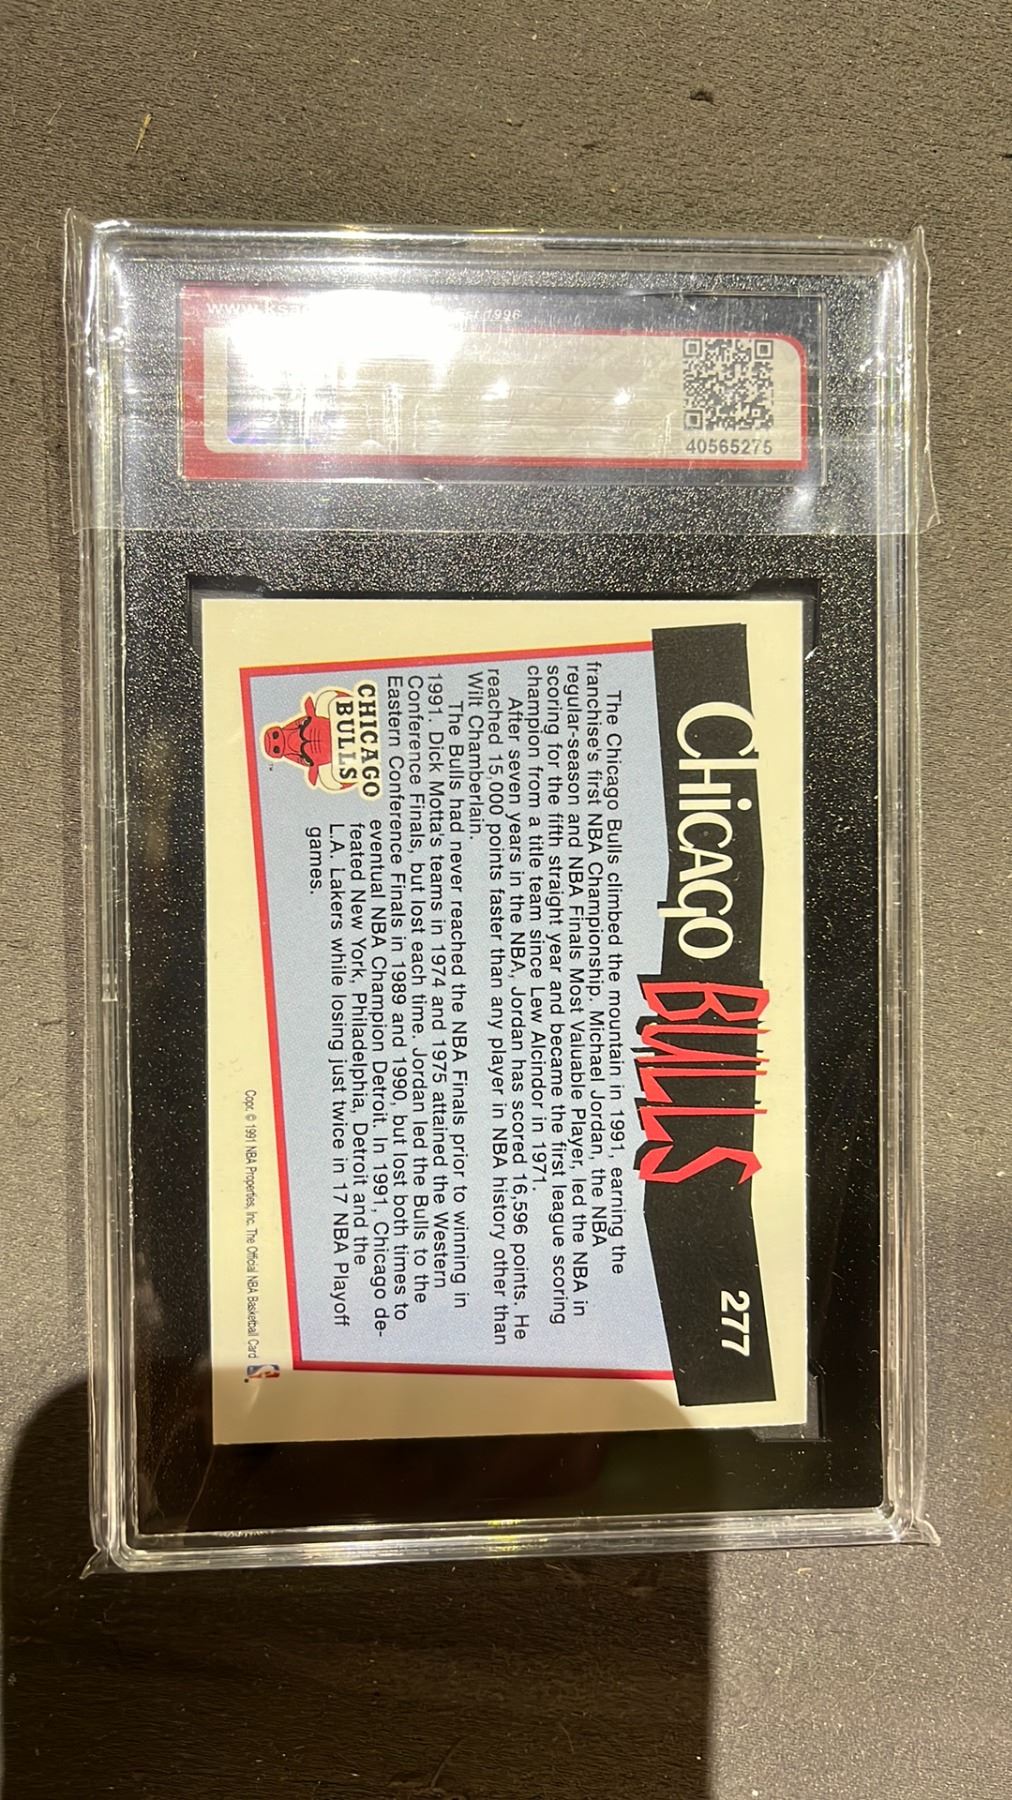 1996
40565275
CHiCAGO BULLS 277
The Chicago Bulls climbed the mountain in 1991, earning the
franchise's first NBA Championship. Michael Jordan, the NBA
regular-season and NBA Finals Most Valuable Player, led the NBA in
scoring for the fifth straight year and became the first league scoring
champion from a title team since Lew Alcindor in 1971.
After seven years in the NBA, Jordan has scored 16,596 points. He
reached 15,000 points faster than any player in NBA history other than
Wilt Chamberlain.
The Bulls had never reached the NBA Finals prior to winning in
1991. Dick Motta's teams in 1974 and 1975 attained the Western
Conference Finals, but lost each time. Jordan led the Bulls to the
Eastern Conference Finals in 1989 and 1990, but lost both times to
eventual NBA Champion Detroit. In 1991, Chicago de-
feated New York, Philadelphia, Detroit and the
L.A. Lakers while losing just twice in 17 NBA Playoff
games.
CHICAGO
BULLS
Copr. © 1991 NBA Properties, Inc. The Official NBA Basketball Card